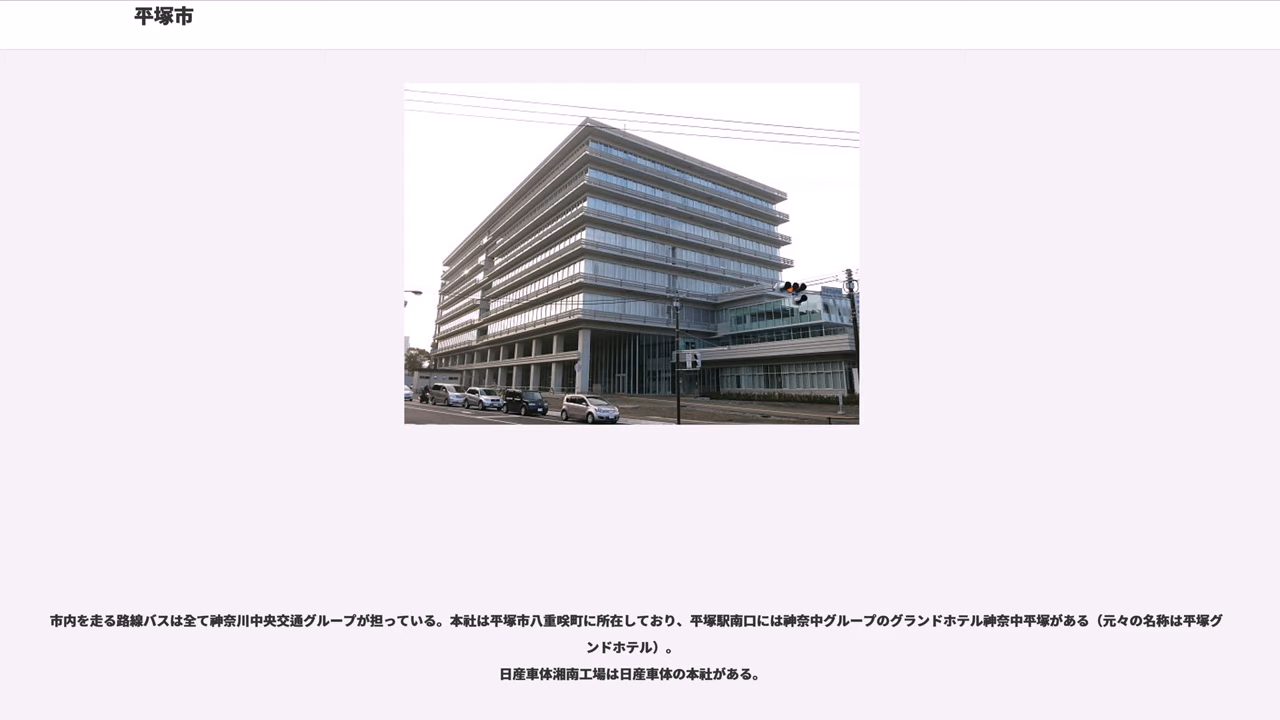 平塚市
市内を走る路線バスは全て神奈川中央交通グループが担っている。本社は平塚市八重咲町に所在しており、平塚駅南口には神奈中グループのグランドホテル神奈中平塚がある（元々の名称は平塚グ
ンドホテル）。
日産車体湘南工場は日産車体の本社がある。